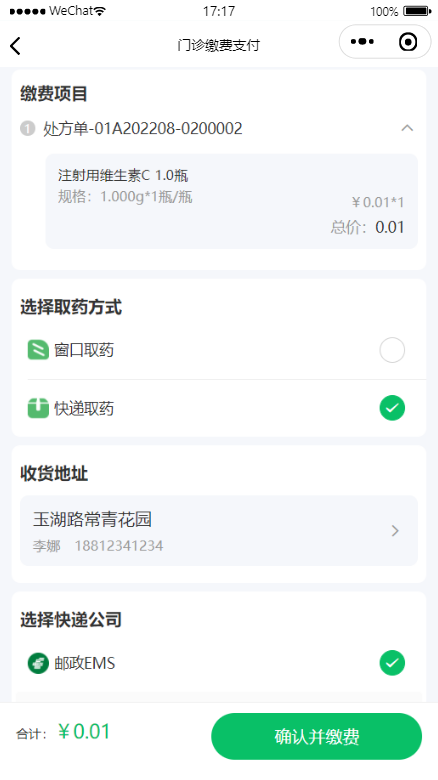 WeChat 17:17 100%
门诊缴费支付
缴费项目
1 处方单-01A202208-0200002
注射用维生素C 1.0瓶
规格：1.000g*1瓶/瓶
￥0.01*1
总价：0.01
选择取药方式
窗口取药
快递取药
收货地址
玉湖路常青花园
李娜 18812341234
选择快递公司
邮政EMS
合计：￥0.01 确认并缴费